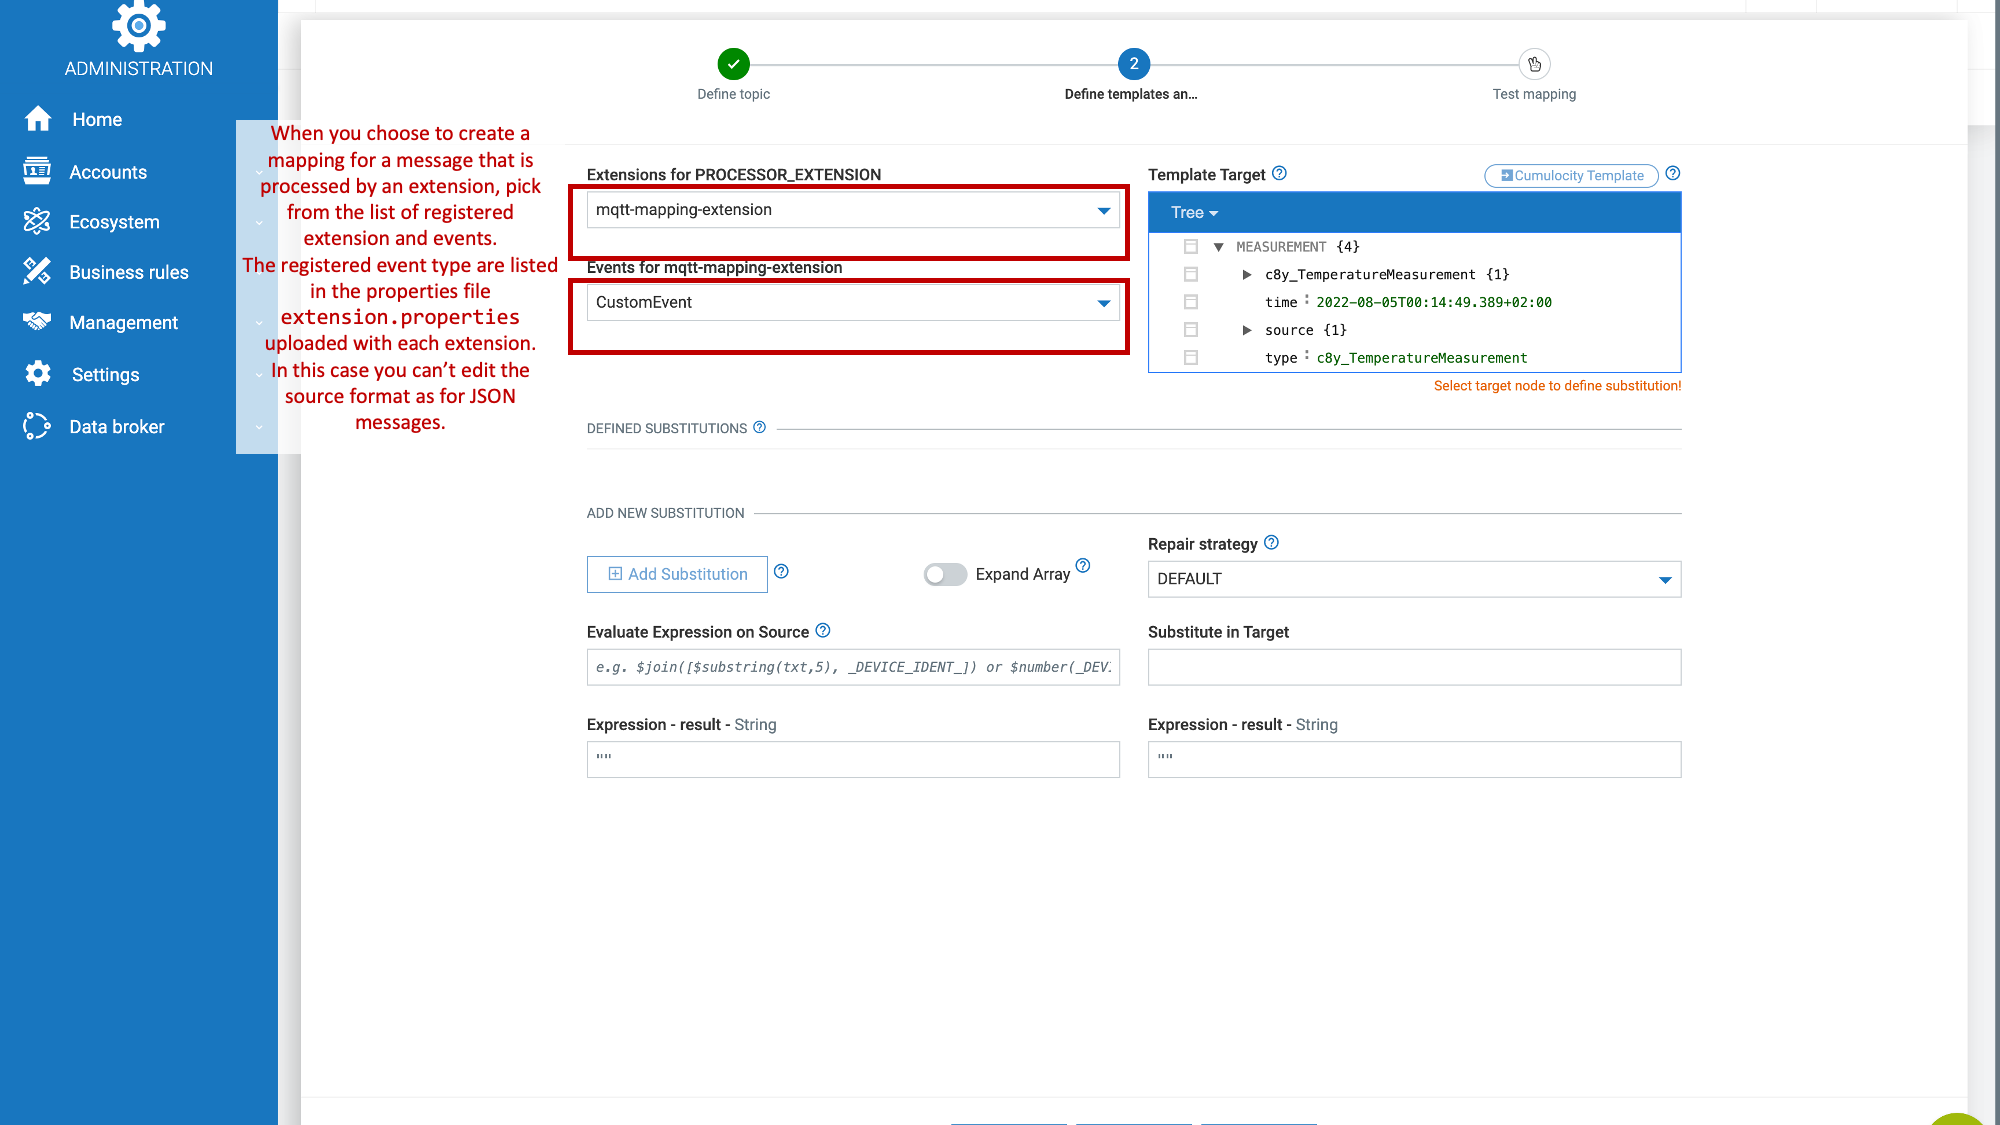 ADMINISTRATION
Home
Accounts
Ecosystem
Business rules
Management
Settings
Data broker
When you choose to create a
mapping for a message that is
processed by an extension, pick
from the list of registered
extension and events.
The registered event type are listed
in the properties file
extension.properties
uploaded with each extension.
In this case you can’t edit the
source format as for JSON
messages.
Define topic
2
Define templates an...
Test mapping
Extensions for PROCESSOR_EXTENSION
mqtt-mapping-extension
Events for mqtt-mapping-extension
CustomEvent
Template Target
Cumulocity Template
Tree
MEASUREMENT {4}
c8y_TemperatureMeasurement {1}
time : 2022-08-05T00:14:49.389+02:00
source {1}
type : c8y_TemperatureMeasurement
Select target node to define substitution!
DEFINED SUBSTITUTIONS
ADD NEW SUBSTITUTION
Add Substitution
Expand Array
Repair strategy
DEFAULT
Evaluate Expression on Source
e.g. $join([$substring(txt,5), _DEVICE_IDENT_]) or $number(_DEV
Substitute in Target
Expression - result - String
""
Expression - result - String
""